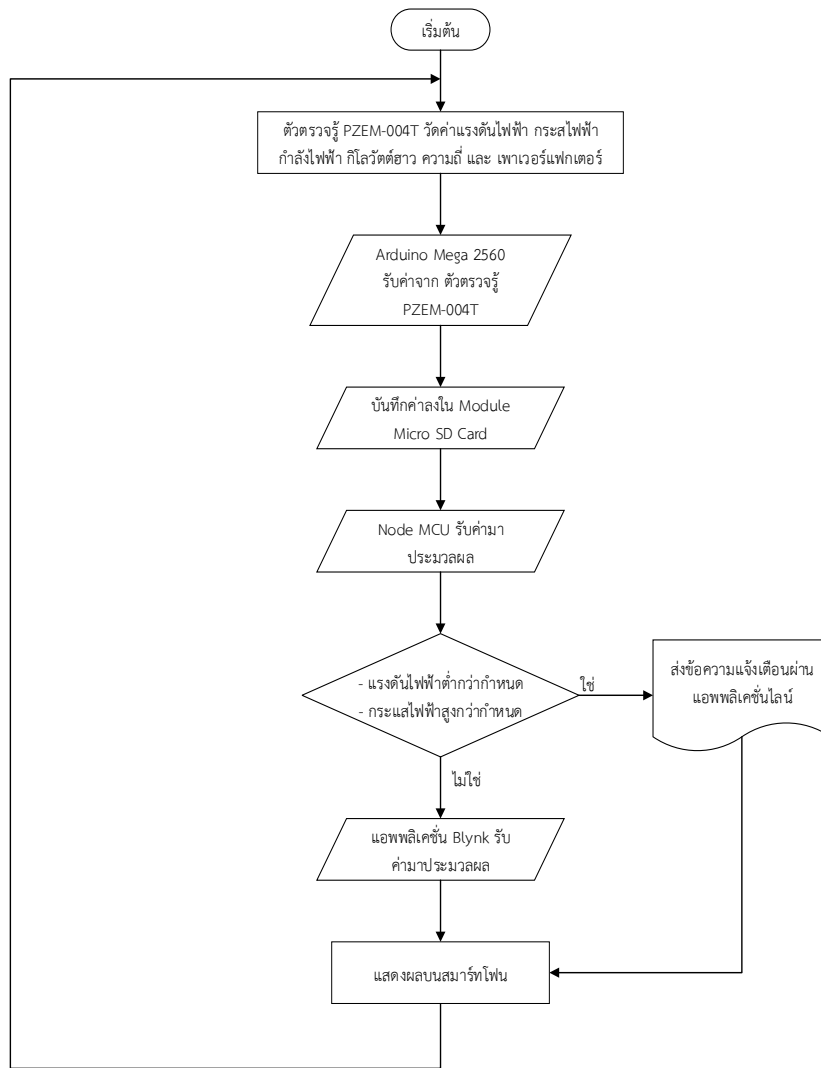 เริ่มต้น
ตัวตรวจรู้ PZEM-004T วัดค่าแรงดันไฟฟ้า กระสไฟฟ้า
กำลังไฟฟ้า กิโลวัตต์ฮาว ความถี่ และ เพาเวอร์แฟกเตอร์
Arduino Mega 2560
รับค่าจาก ตัวตรวจรู้
PZEM-004T
บันทึกค่าลงใน Module
Micro SD Card
Node MCU รับค่ามา
ประมวลผล
- แรงดันไฟฟ้าต่ำกว่ากำหนด
- กระแสไฟฟ้าสูงกว่ากำหนด
ใช่
ส่งข้อความแจ้งเตือนผ่าน
แอพพลิเคชั่นไลน์
ไม่ใช่
แอพพลิเคชั่น Blynk รับ
ค่ามาประมวลผล
แสดงผลบนสมาร์ทโฟน